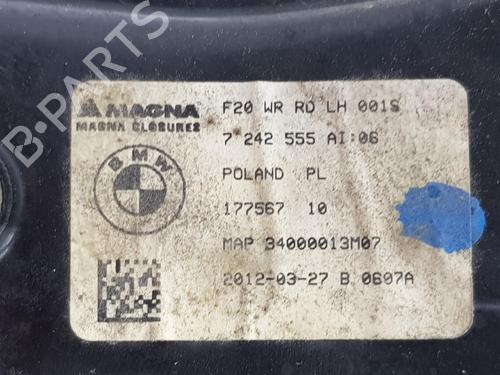 B-PARTS
MAGNA
MAGNA CLOSURES
BMW
F20 WR RD LH 001S
7 242 555 AI:06
POLAND PL
177567 10
MAP 34000013M07
2012-03-27 B 0697A